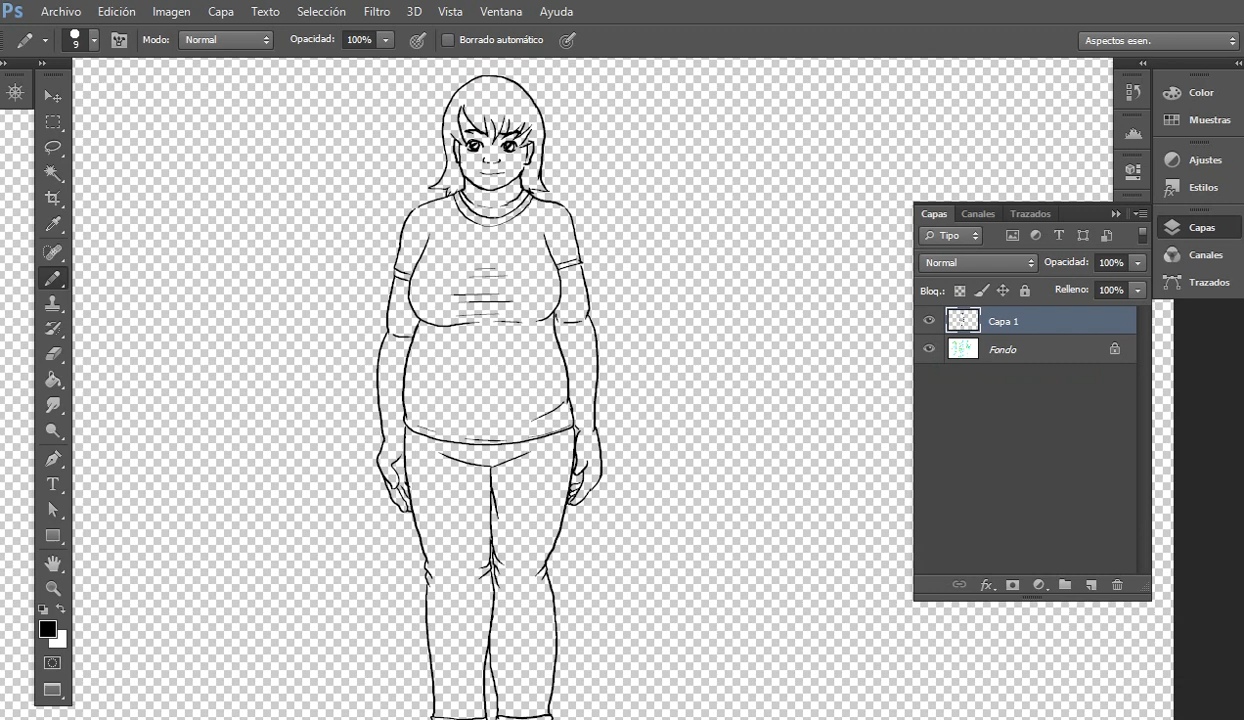 Ps Archivo Edición Imagen Capa Texto Selección Filtro 3D Vista Ventana Ayuda
9 Modo: Normal Opacidad: 100% Borrado automático Aspectos esen.
Color
Muestras
Ajustes
Estilos
Capas
Canales
Trazados
Capas Canales Trazados
Tipo
Normal Opacidad: 100%
Bloq.: Relleno: 100%
Capa 1
Fondo
fx